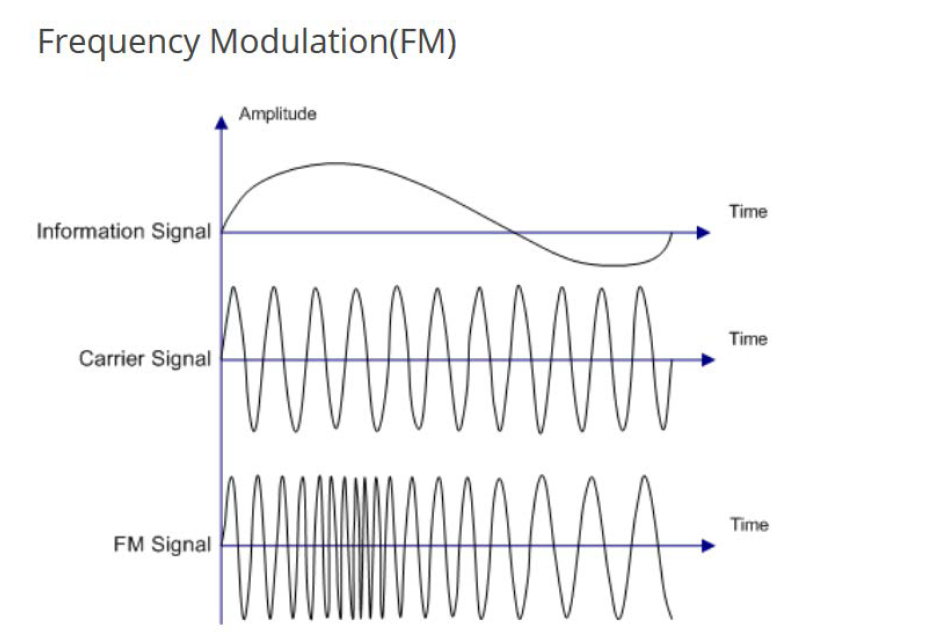 Frequency Modulation(FM)
Amplitude
Time
Information Signal
Time
Carrier Signal
Time
FM Signal